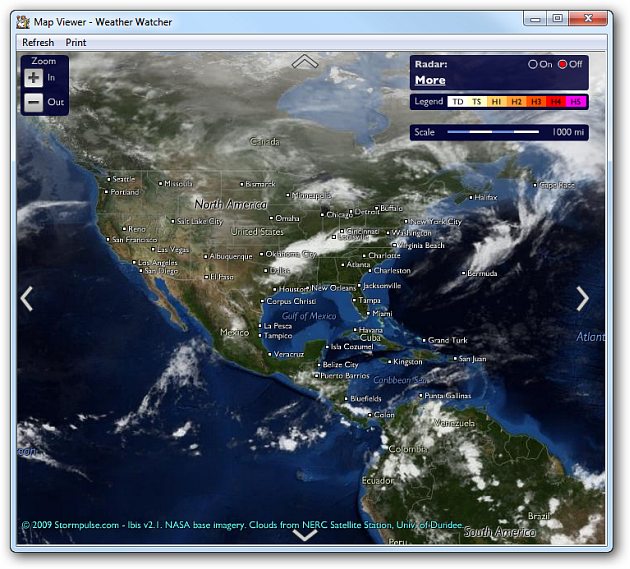 Map Viewer - Weather Watcher
Refresh Print
Zoom
In
Out
Radar: On Off
More
Legend TD TS H1 H2 H3 H4 H5
Scale 1000 mi
Canada
Seattle
Portland
Missoula
Bismarck
Minneapolis
North America
Halifax
Cape Race
Salt Lake City
Omaha
Chicago
Detroit
Buffalo
New York City
Reno
San Francisco
United States
Cincinnati
Louisville
Washington
Virginia Beach
Las Vegas
Albuquerque
Oklahoma City
Charlotte
Los Angeles
San Diego
El Paso
Dallas
Atlanta
Charleston
Bermuda
Houston
New Orleans
Jacksonville
Corpus Christi
Tampa
Gulf of Mexico
Miami
Mexico
La Pesca
Tampico
Havana
Cuba
Grand Turk
Atlant
Veracruz
Isla Cozumel
Belize City
Kingston
San Juan
Puerto Barrios
Caribbean Sea
Bluefields
Punta Gallinas
Colón
Venezuela
Colombia
Ecuador
Brazil
© 2009 Stormpulse.com - Ibis v2.1. NASA base imagery. Clouds from NERC Satellite Station, Univ. of Dundee.
South America
Peru